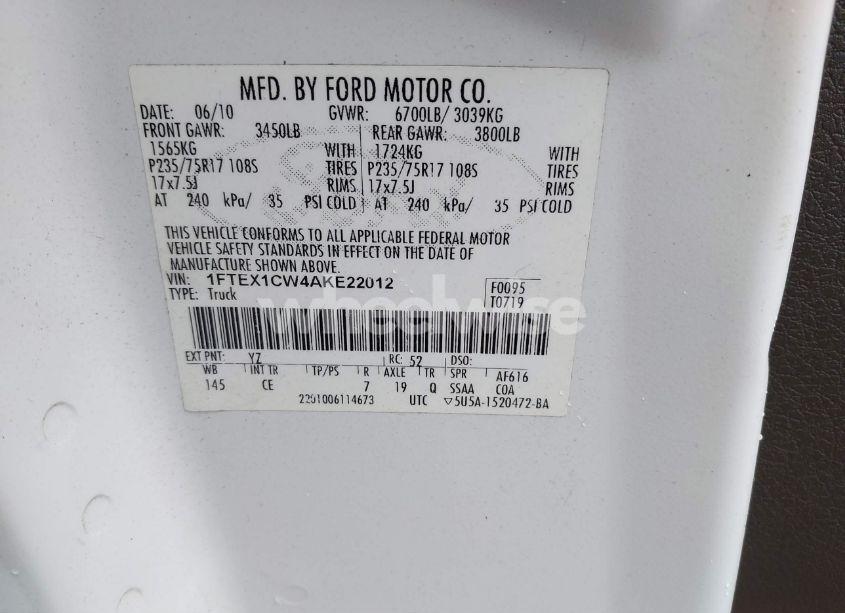 MFD. BY FORD MOTOR CO.
DATE: 06/10 GVWR: 6700LB/ 3039KG
FRONT GAWR: 3450LB REAR GAWR: 3800LB
1565KG WITH 1724KG WITH
P235/75R17 108S TIRES P235/75R17 108S TIRES
17x7.5J RIMS 17x7.5J RIMS
AT 240 kPa/ 35 PSI COLD AT 240 kPa/ 35 PSI COLD
THIS VEHICLE CONFORMS TO ALL APPLICABLE FEDERAL MOTOR
VEHICLE SAFETY STANDARDS IN EFFECT ON THE DATE OF
MANUFACTURE SHOWN ABOVE.
VIN: 1FTEX1CW4AKE22012 F0095
TYPE: Truck T0719
wheelwise
EXT PNT: YZ RC: 52 DSO:
WB INT TR TP/PS R AXLE TR SPR AF616
145 CE 7 19 Q SSAA COA
2201006114673 UTC ▽5U5A-1520472-BA